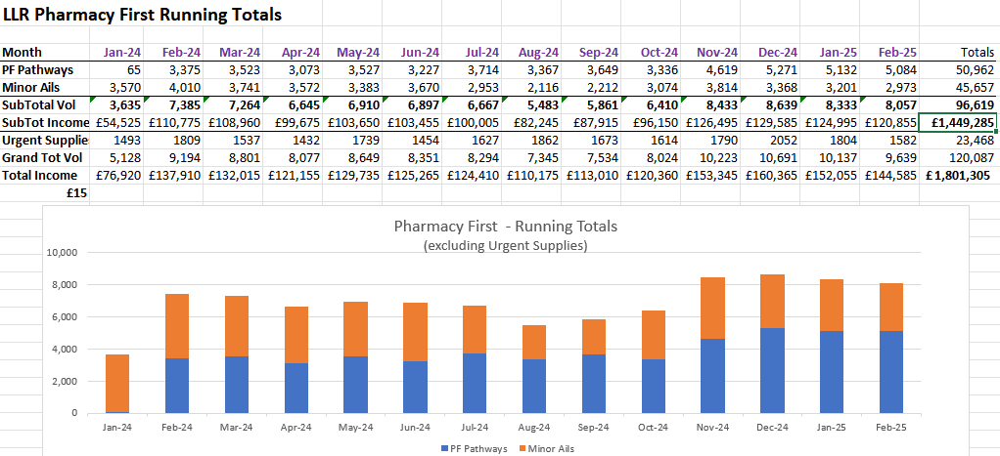 LLR Pharmacy First Running Totals
Month Jan-24 Feb-24 Mar-24 Apr-24 May-24 Jun-24 Jul-24 Aug-24 Sep-24 Oct-24 Nov-24 Dec-24 Jan-25 Feb-25 Totals
PF Pathways 65 3,375 3,523 3,073 3,527 3,227 3,714 3,367 3,649 3,336 4,619 5,271 5,132 5,084 50,962
Minor Ails 3,570 4,010 3,741 3,572 3,383 3,670 2,953 2,116 2,212 3,074 3,814 3,368 3,201 2,973 45,657
SubTotal Vol 3,635 7,385 7,264 6,645 6,910 6,897 6,667 5,483 5,861 6,410 8,433 8,639 8,333 8,057 96,619
SubTot Income £54,525 £110,775 £108,960 £99,675 £103,650 £103,455 £100,005 £82,245 £87,915 £96,150 £126,495 £129,585 £124,995 £120,855 £1,449,285
Urgent Supplie 1493 1809 1537 1432 1739 1454 1627 1862 1673 1614 1790 2052 1804 1582 23,468
Grand Tot Vol 5,128 9,194 8,801 8,077 8,649 8,351 8,294 7,345 7,534 8,024 10,223 10,691 10,137 9,639 120,087
Total Income £76,920 £137,910 £132,015 £121,155 £129,735 £125,265 £124,410 £110,175 £113,010 £120,360 £153,345 £160,365 £152,055 £144,585 £1,801,305
£15
Pharmacy First - Running Totals
(excluding Urgent Supplies)
10,000
8,000
6,000
4,000
2,000
0
Jan-24 Feb-24 Mar-24 Apr-24 May-24 Jun-24 Jul-24 Aug-24 Sep-24 Oct-24 Nov-24 Dec-24 Jan-25 Feb-25
PF Pathways Minor Ails